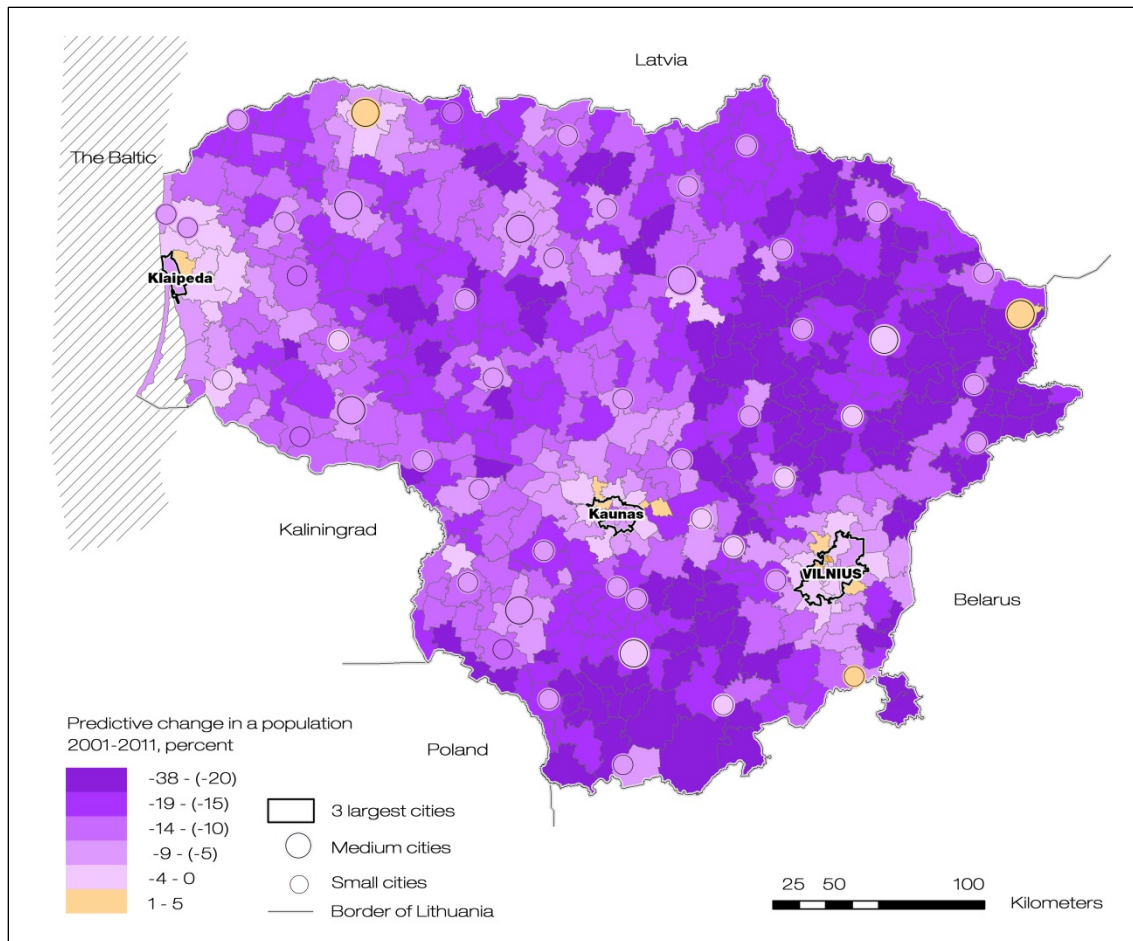 Latvia
The Baltic
Klaipeda
Kaunas
Kaliningrad
VILNIUS
Belarus
Poland
Predictive change in a population
2001-2011, percent
-38 - (-20)
-19 - (-15)
-14 - (-10)
-9 - (-5)
-4 - 0
1 - 5
3 largest cities
Medium cities
Small cities
Border of Lithuania
25 50 100
Kilometers